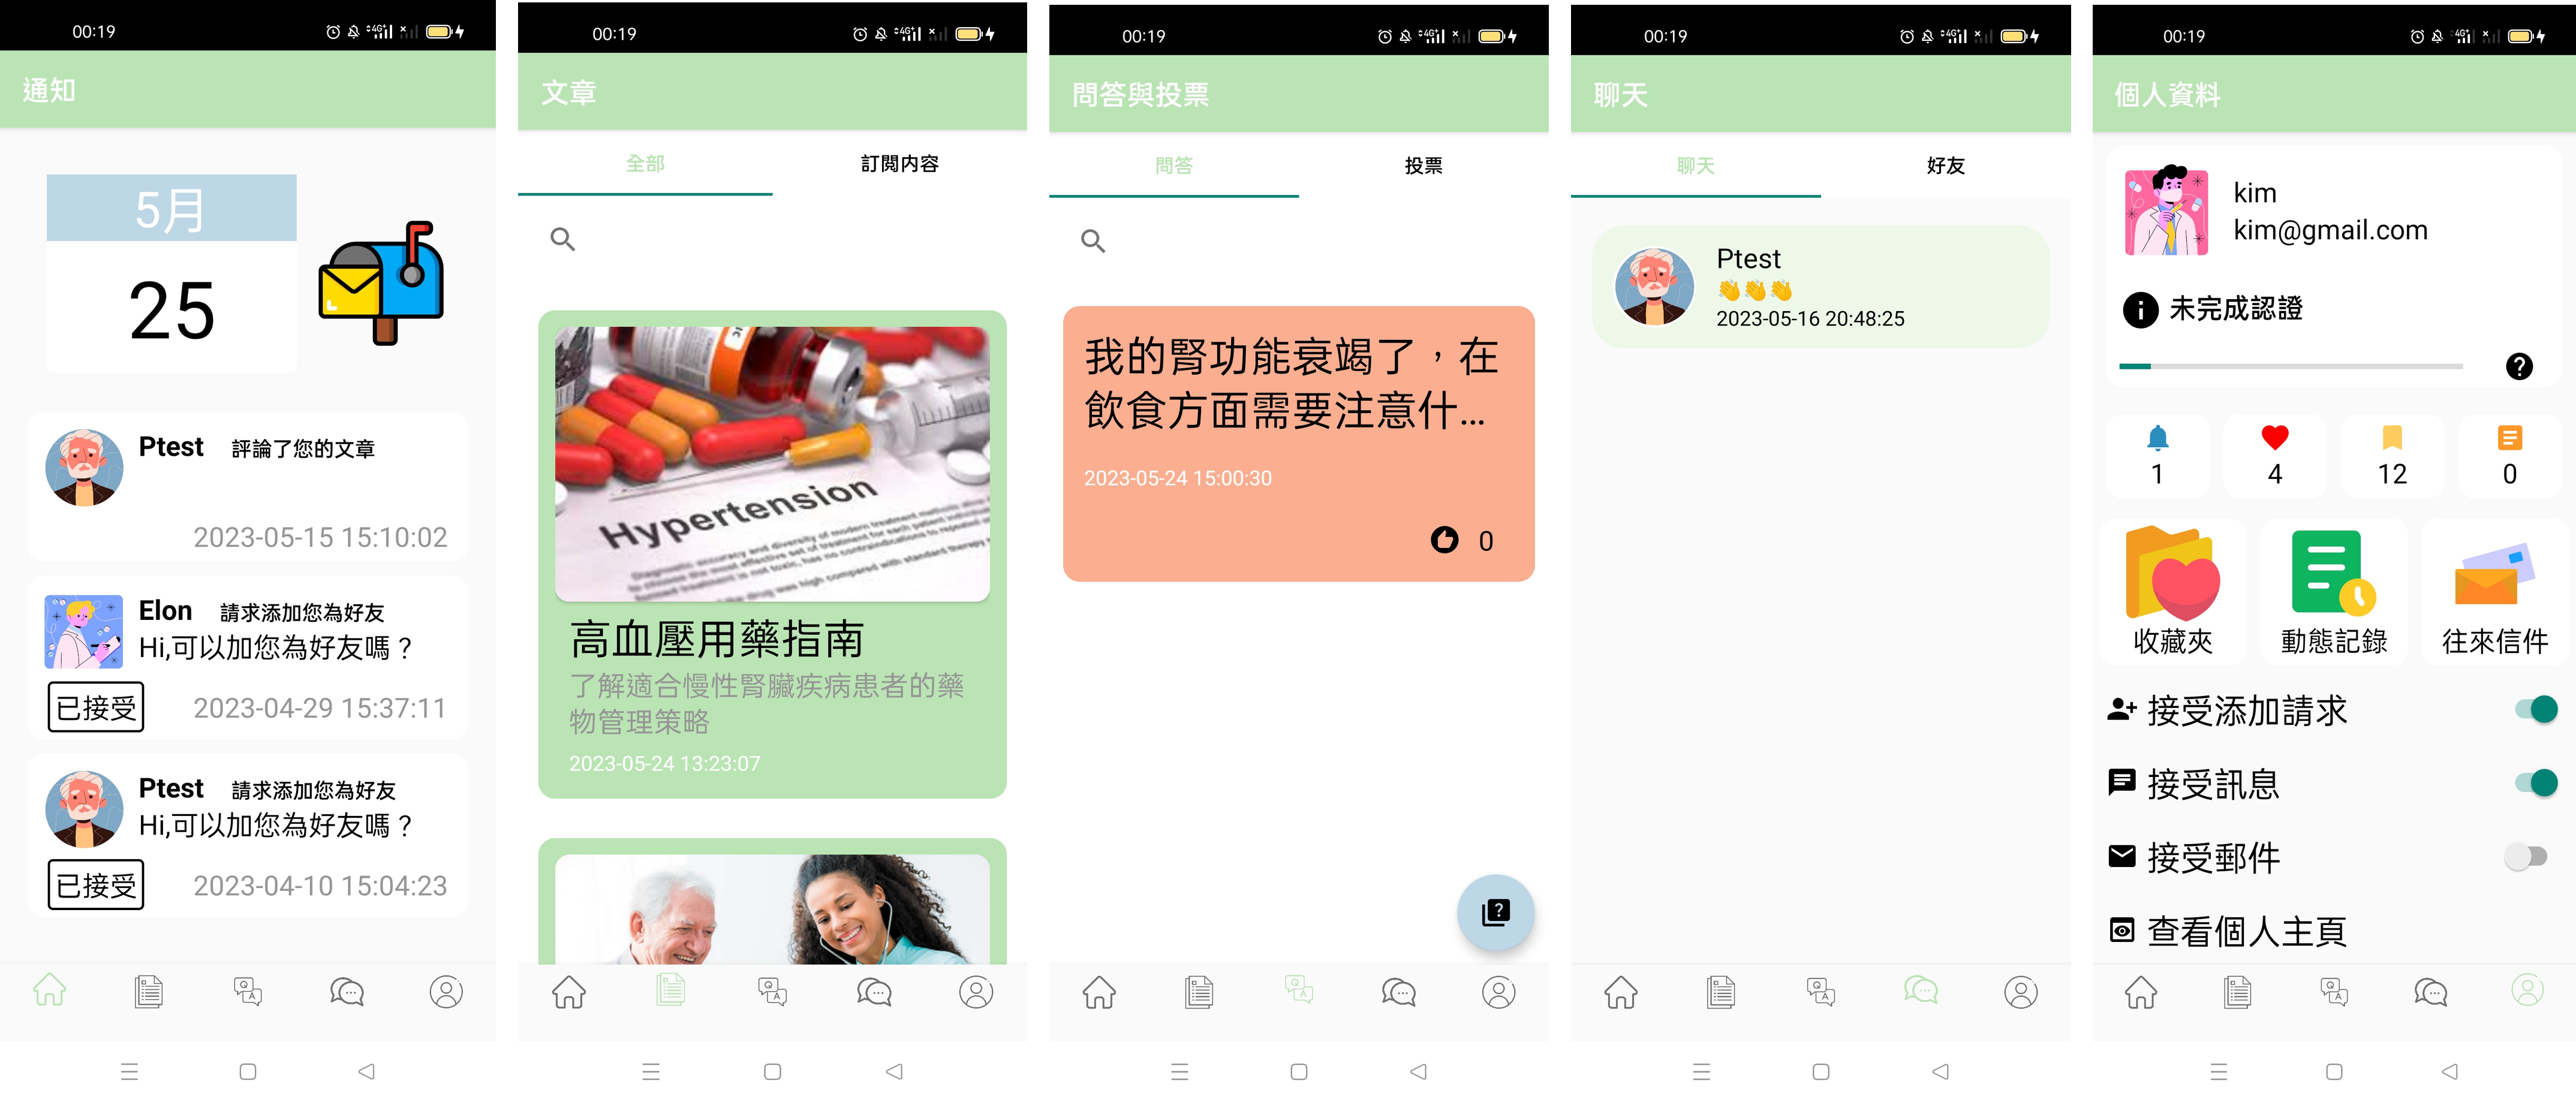 00:19
通知
5月
25
Ptest 評論了您的文章
2023-05-15 15:10:02
Elon 請求添加您為好友
Hi,可以加您為好友嗎？
已接受 2023-04-29 15:37:11
Ptest 請求添加您為好友
Hi,可以加您為好友嗎？
已接受 2023-04-10 15:04:23
00:19
文章
全部 訂閱内容
Hypertension
高血壓用藥指南
了解適合慢性腎臟疾病患者的藥
物管理策略
2023-05-24 13:23:07
00:19
問答與投票
問答 投票
我的腎功能衰竭了，在
飲食方面需要注意什...
2023-05-24 15:00:30
0
00:19
聊天
聊天 好友
Ptest
👏👏👏
2023-05-16 20:48:25
00:19
個人資料
kim
kim@gmail.com
未完成認證
1 4 12 0
收藏夾 動態記錄 往來信件
接受添加請求
接受訊息
接受郵件
查看個人主頁